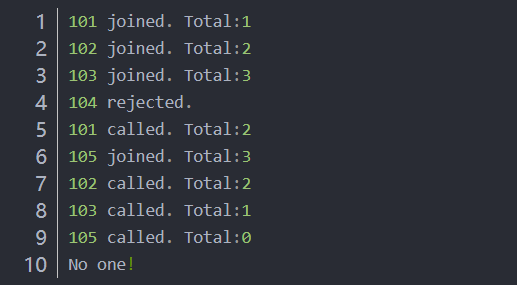 1 101 joined. Total:1
2 102 joined. Total:2
3 103 joined. Total:3
4 104 rejected.
5 101 called. Total:2
6 105 joined. Total:3
7 102 called. Total:2
8 103 called. Total:1
9 105 called. Total:0
10 No one!